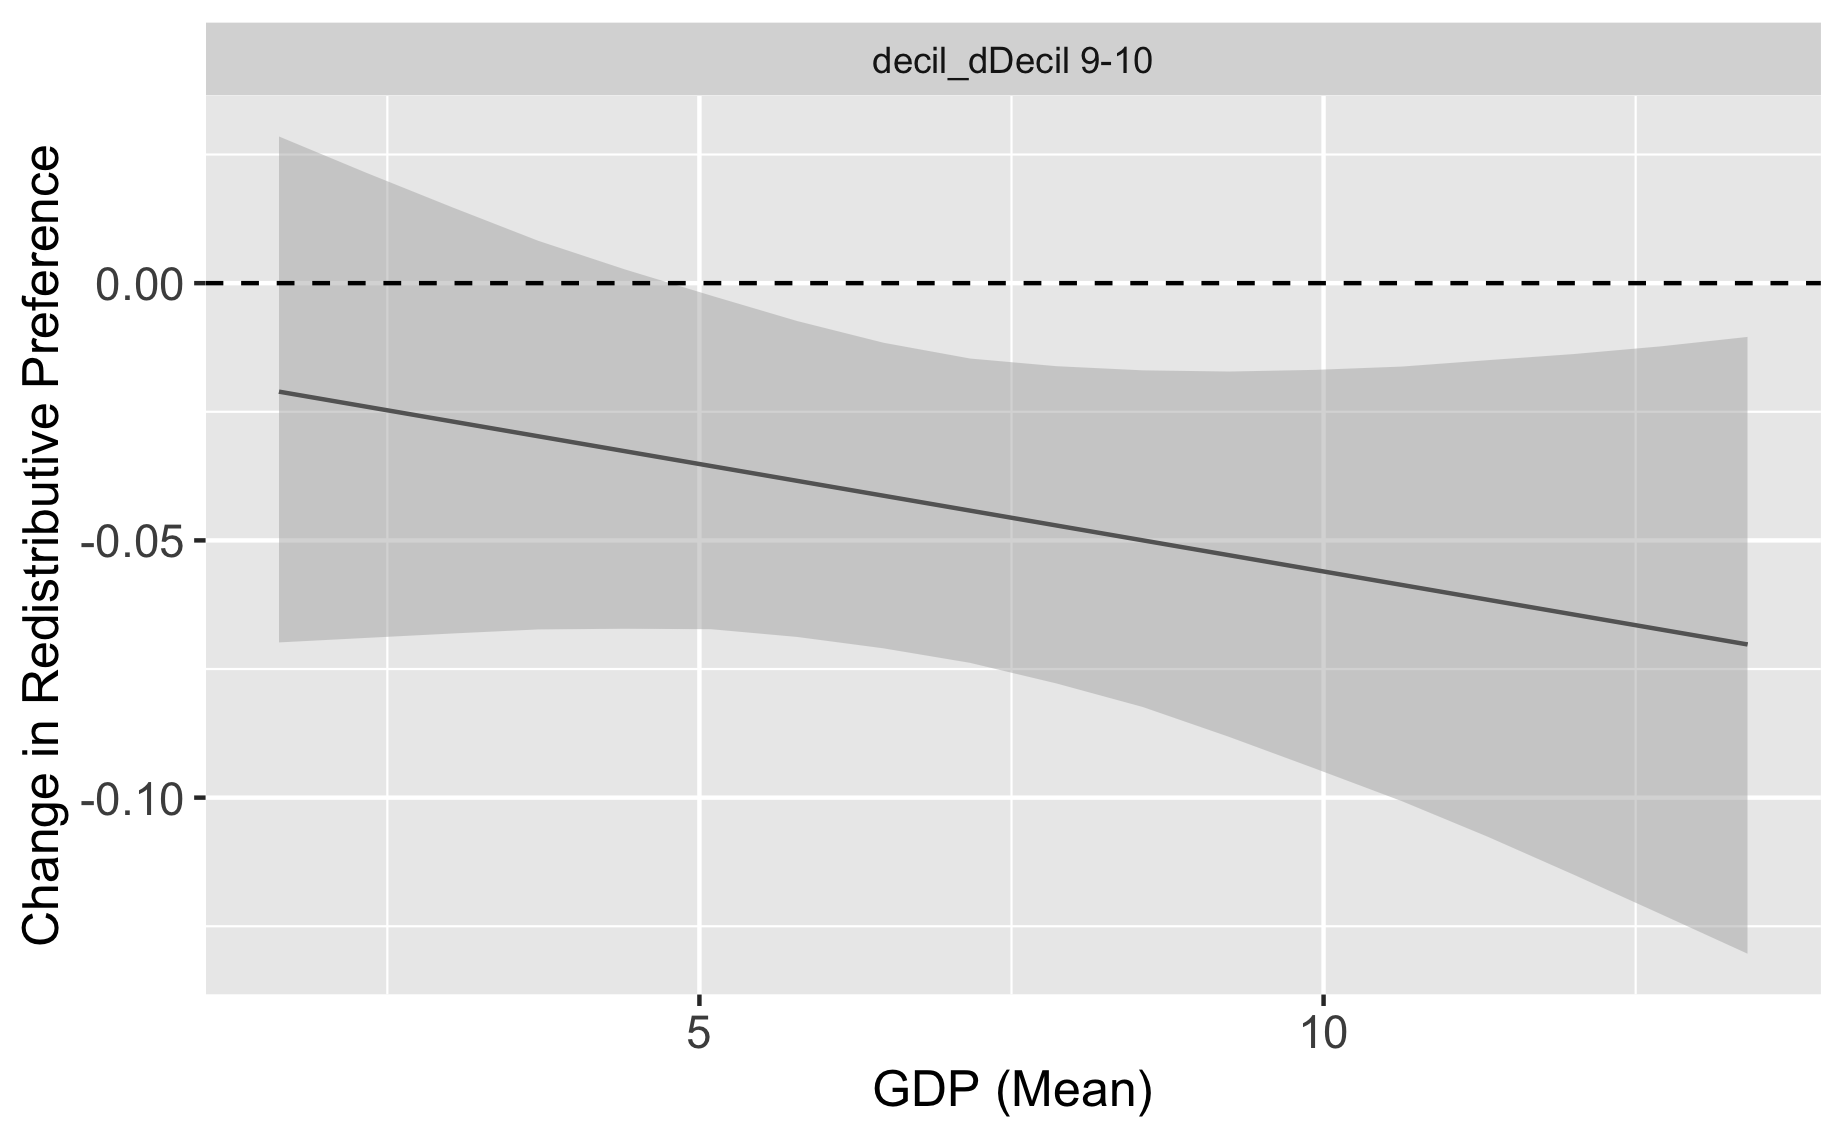 decil_dDecil 9-10
Change in Redistributive Preference
0.00
-0.05
-0.10
5
10
GDP (Mean)